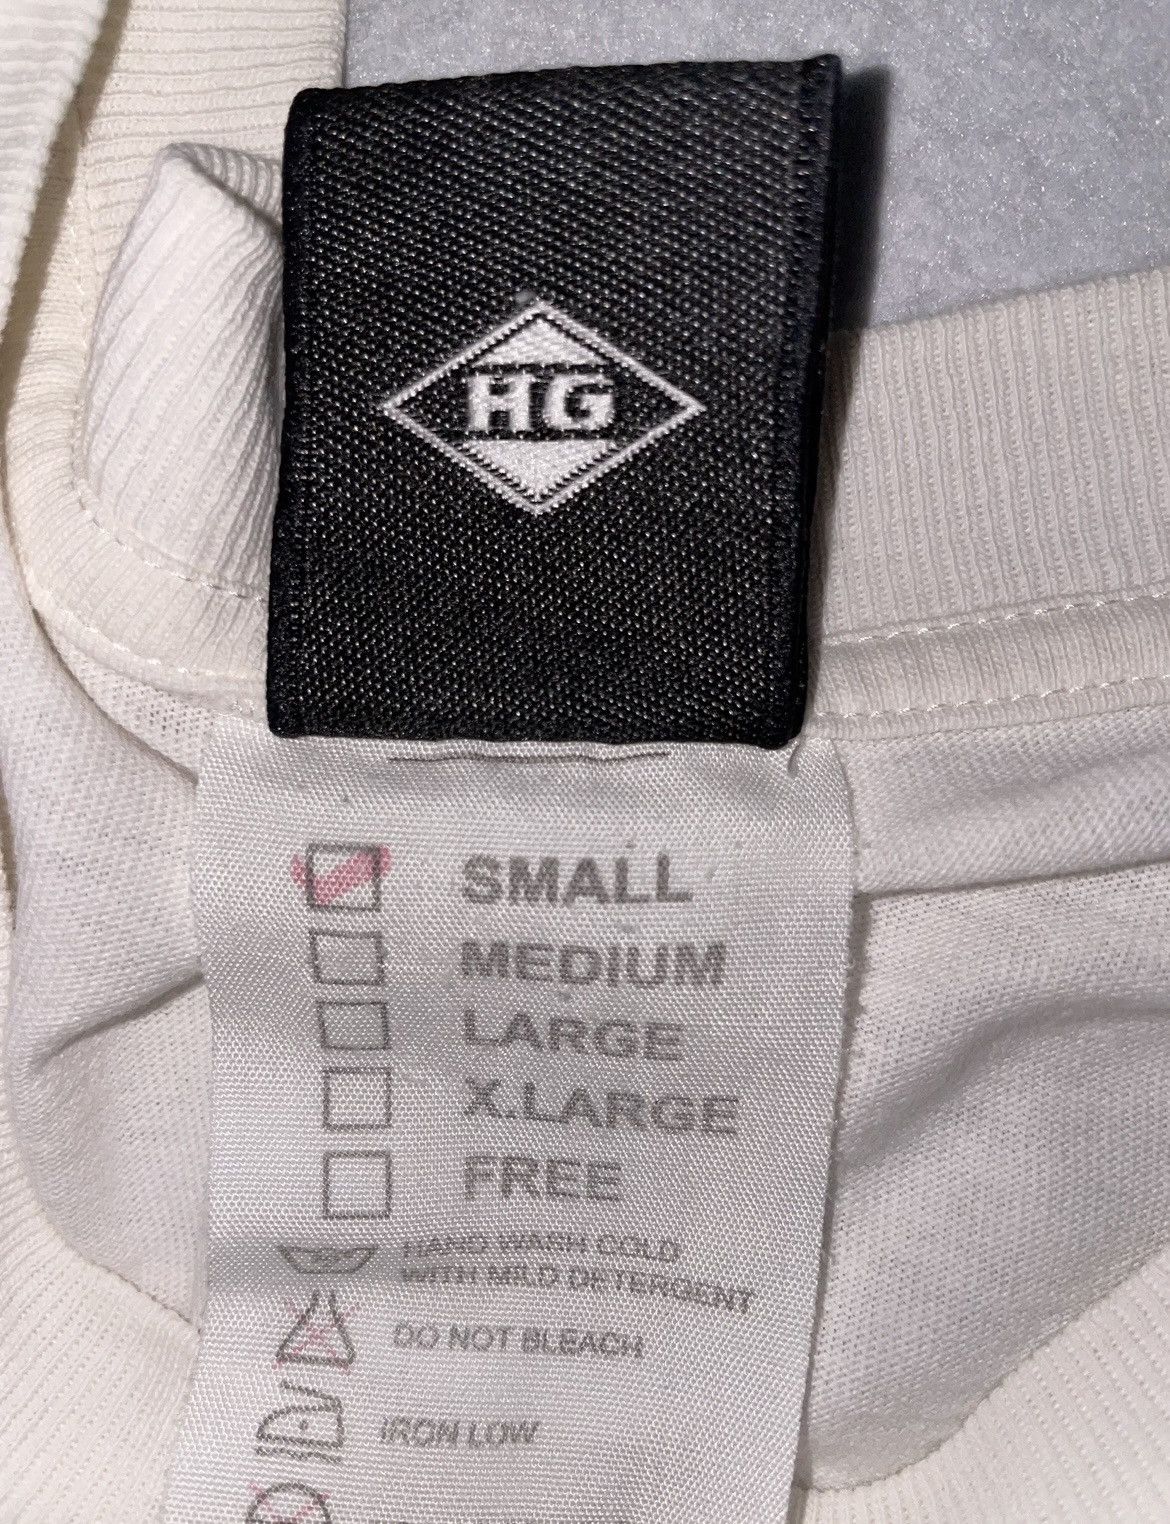 HG
SMALL
MEDIUM
LARGE
X.LARGE
FREE
HAND WASH COLD
WITH MILD DETERGENT
DO NOT BLEACH
IRON LOW